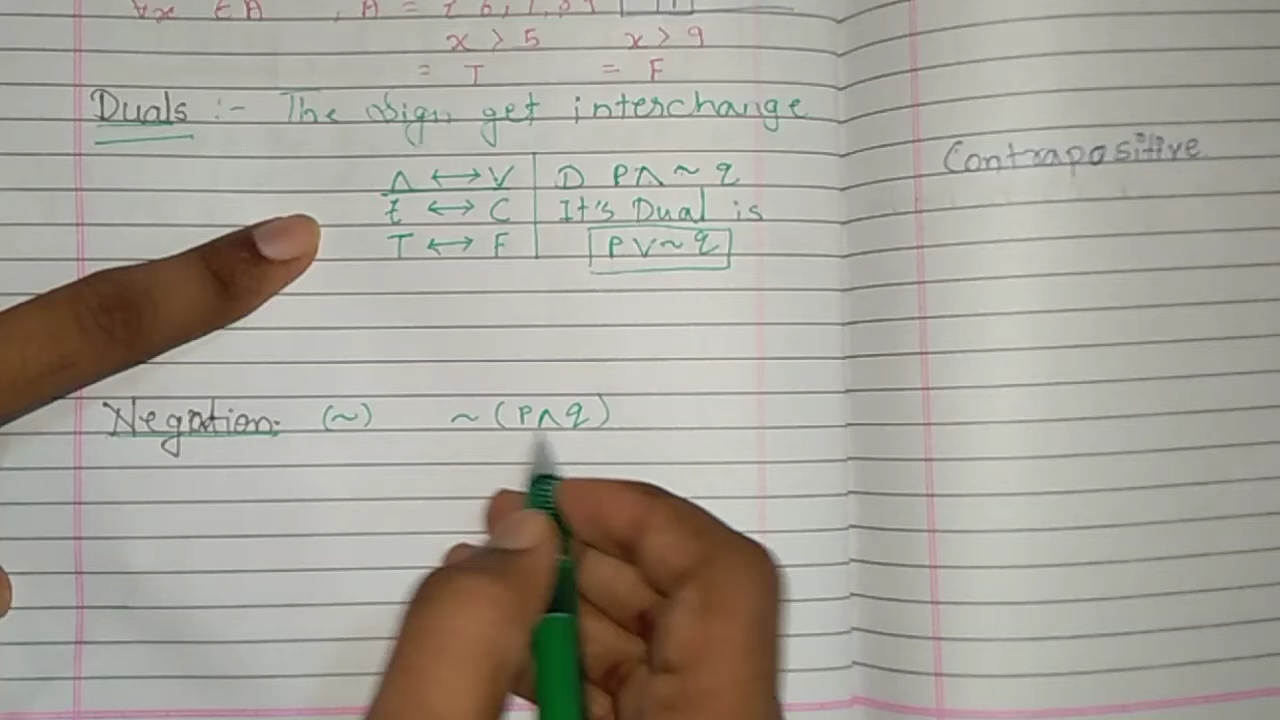 ∀x ∈ A , A =
x > 5 x > 9
= T = F
Duals :- The sign get interchange
∧ ↔ ∨ D P∧~q
t ↔ C It's Dual is
T ↔ F P∨~q
Negation: (~) ~(P∧q)
Contrapositive